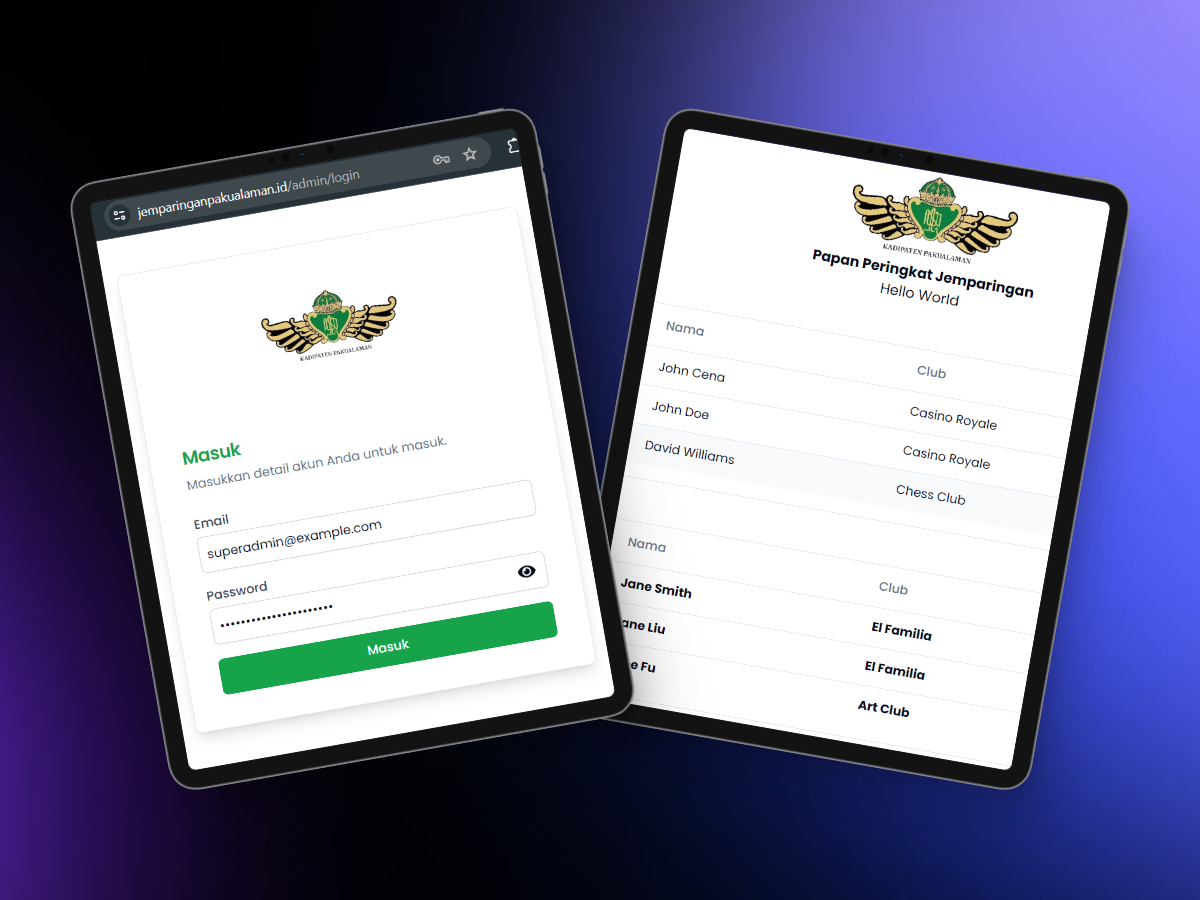 jemparinganpakualaman.id/admin/login
KADIPATEN PAKUALAMAN
Masuk
Masukkan detail akun Anda untuk masuk.
Email
superadmin@example.com
Password
Masuk
KADIPATEN PAKUALAMAN
Papan Peringkat Jemparingan
Hello World
Nama Club
John Cena Casino Royale
John Doe Casino Royale
David Williams Chess Club
Nama Club
Jane Smith El Familia
ane Liu El Familia
e Fu Art Club